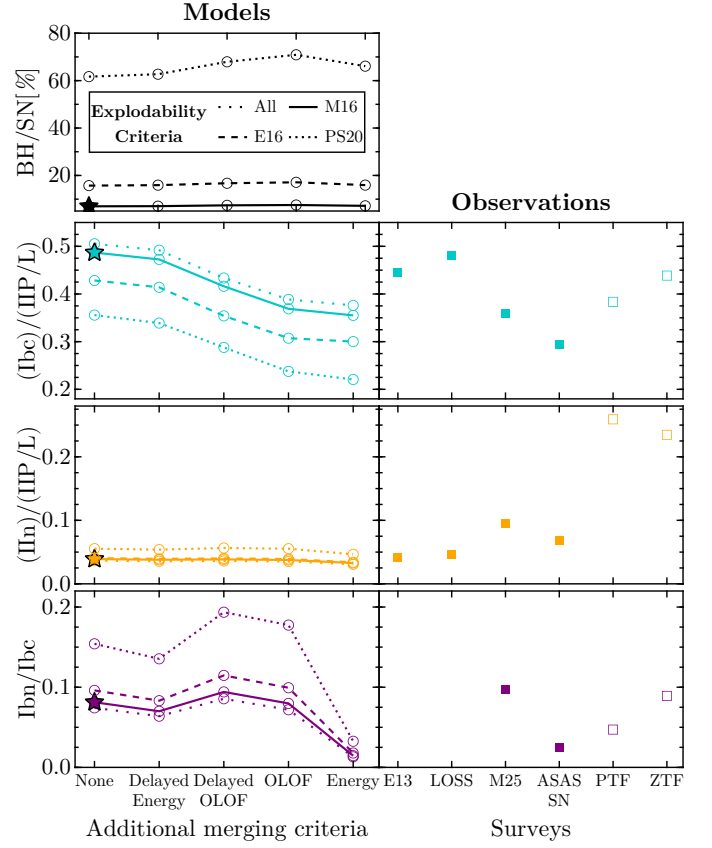 Models
BH/SN[%]
80
60
40
20
Explodability
Criteria
All
M16
E16
PS20
Observations
(Ibc)/(IIP/L)
0.5
0.4
0.3
0.2
(IIn)/(IIP/L)
0.2
0.1
0.0
Ibn/Ibc
0.2
0.1
0.0
None
Delayed
Energy
Delayed
OLOF
OLOF
Energy
E13
LOSS
M25
ASAS
SN
PTF
ZTF
Additional merging criteria
Surveys